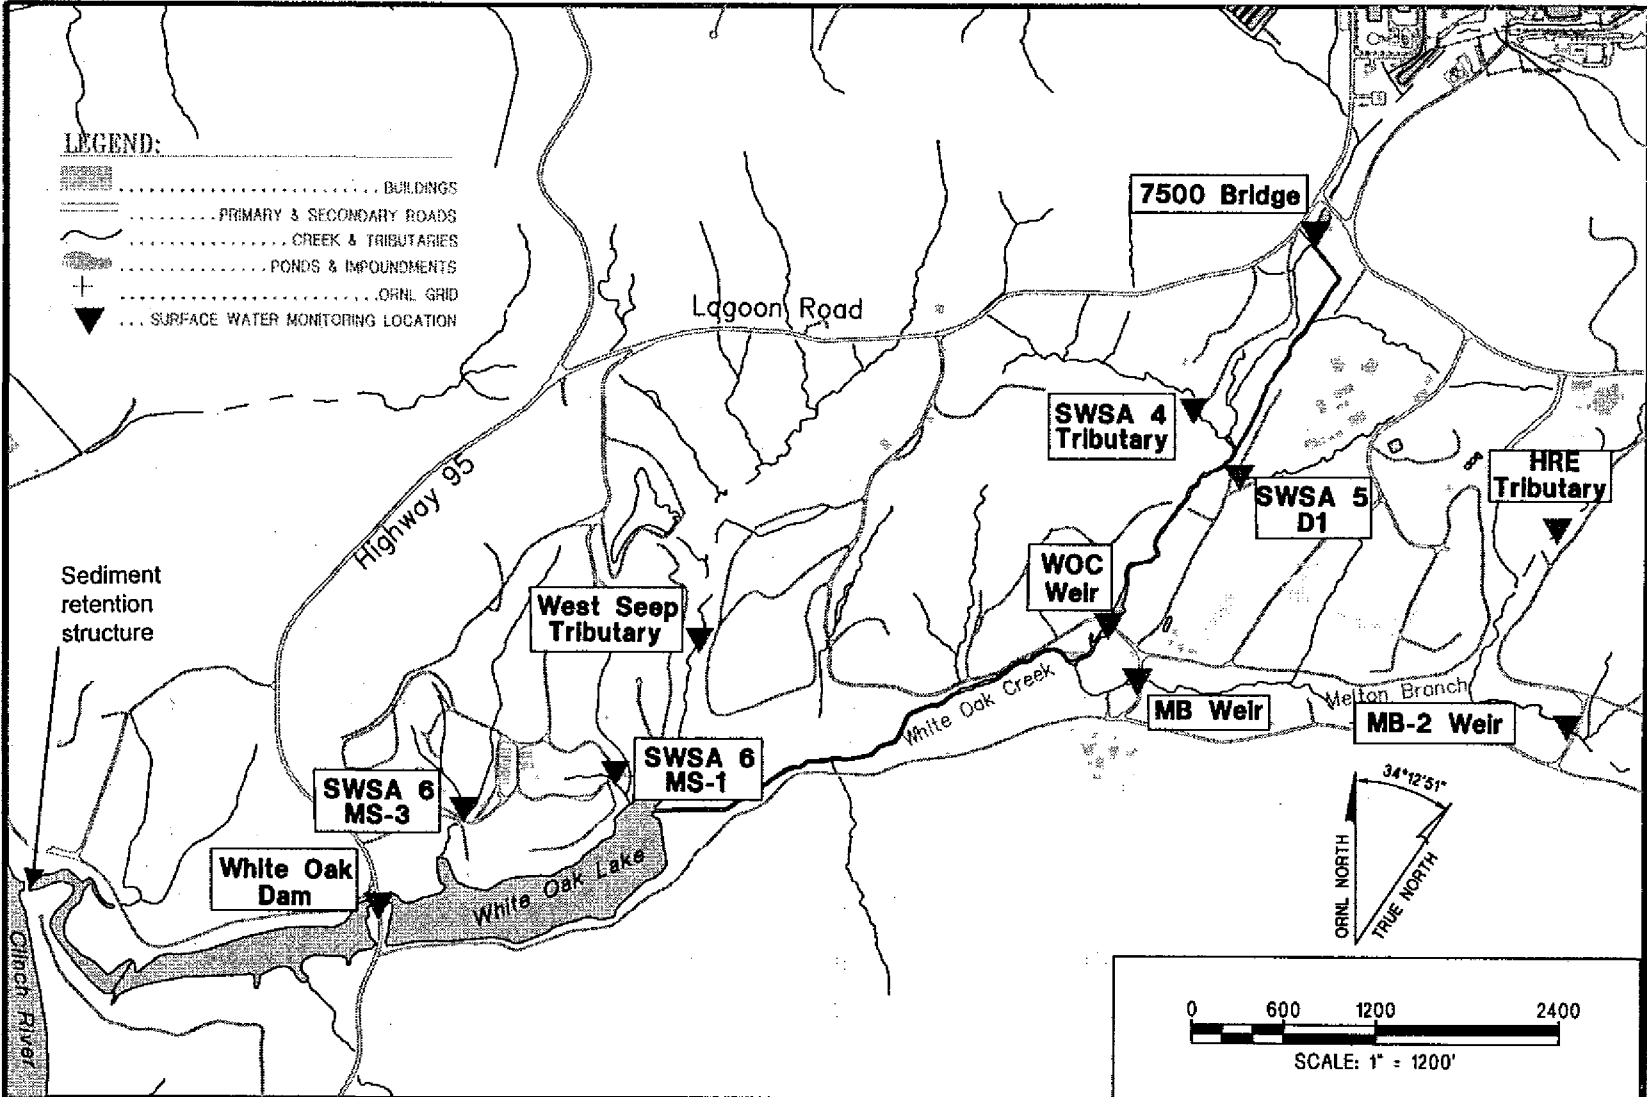 LEGEND:
BUILDINGS
PRIMARY & SECONDARY ROADS
CREEK & TRIBUTARIES
PONDS & IMPOUNDMENTS
ORNL GRID
SURFACE WATER MONITORING LOCATION
7500 Bridge
Lagoon Road
SWSA 4
Tributary
HRE
Tributary
SWSA 5
D1
Highway 95
WOC
Weir
Sediment
retention
structure
West Seep
Tributary
White Oak Creek
Melton Branch
MB Weir
MB-2 Weir
SWSA 6
MS-1
SWSA 6
MS-3
White Oak
Dam
White Oak Lake
Clinch River
34°12'51"
ORNL NORTH
TRUE NORTH
0 600 1200 2400
SCALE: 1" = 1200'